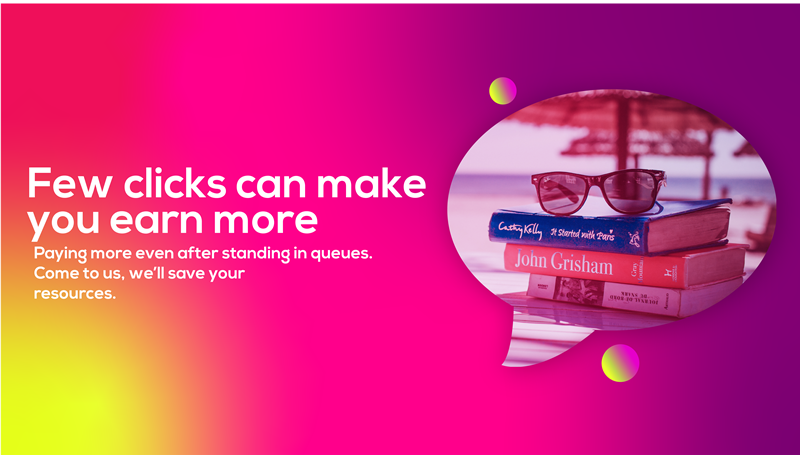 Few clicks can make
you earn more
Paying more even after standing in queues.
Come to us, we'll save your
resources.
Cathy Kelly It Started with Paris
John Grisham